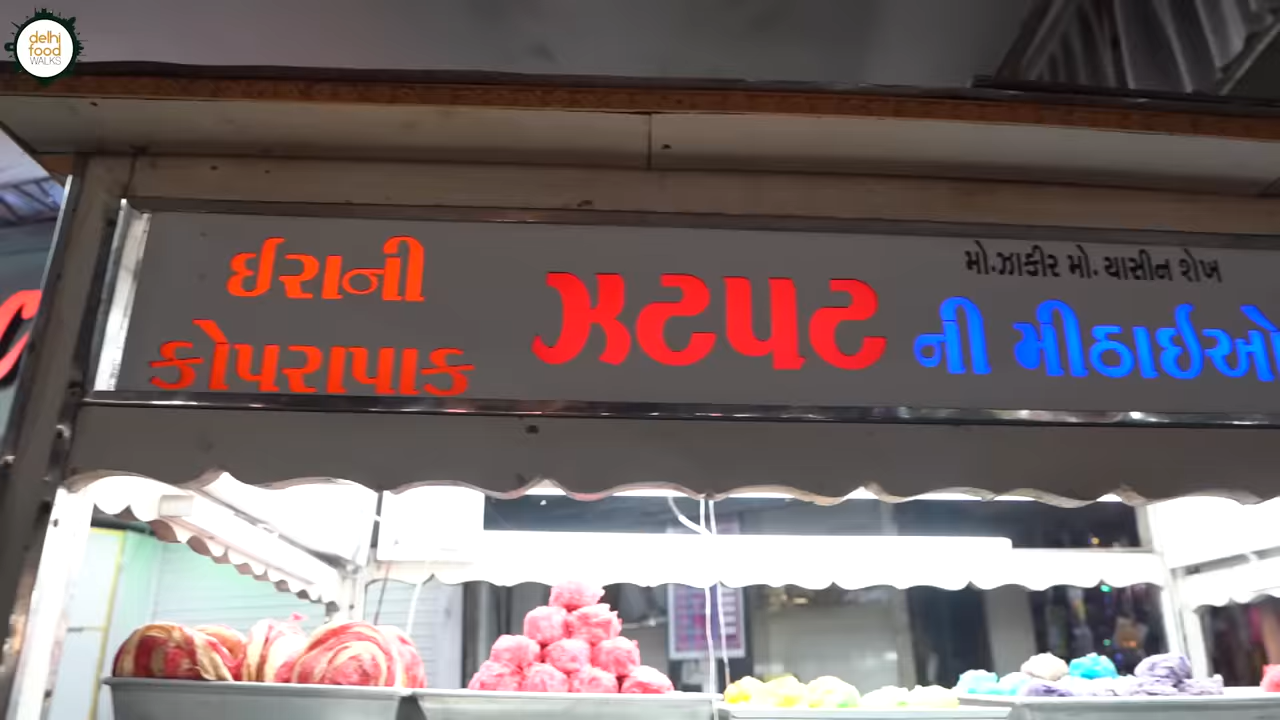 delhi
food
WALKS
ઈરાની
કોપરાપાક
ઝટપટ
મો.ઝાકીર મો. યાસીન શેખ
ની મીઠાઈઓ